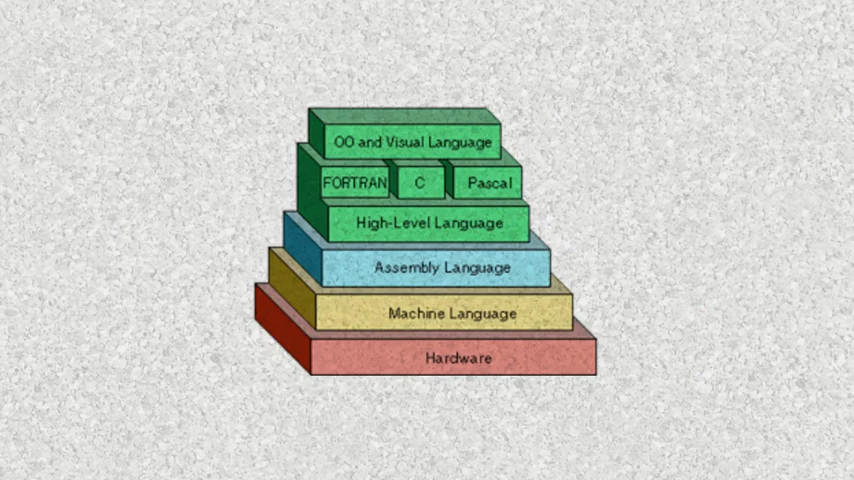 OO and Visual Language
FORTRAN C Pascal
High-Level Language
Assembly Language
Machine Language
Hardware